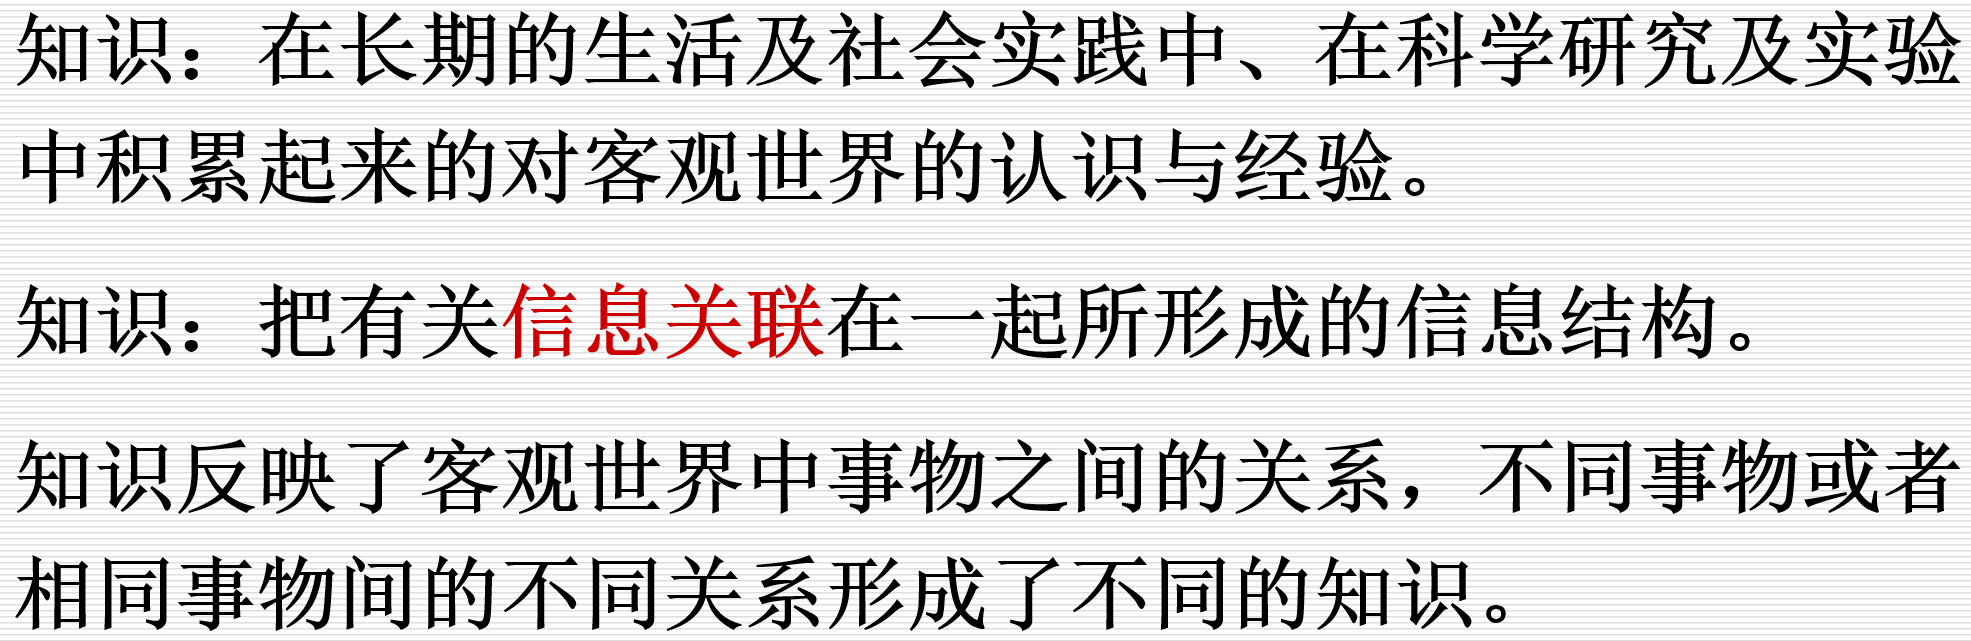 知识：在长期的生活及社会实践中、在科学研究及实验
中积累起来的对客观世界的认识与经验。
知识：把有关信息关联在一起所形成的信息结构。
知识反映了客观世界中事物之间的关系，不同事物或者
相同事物间的不同关系形成了不同的知识。